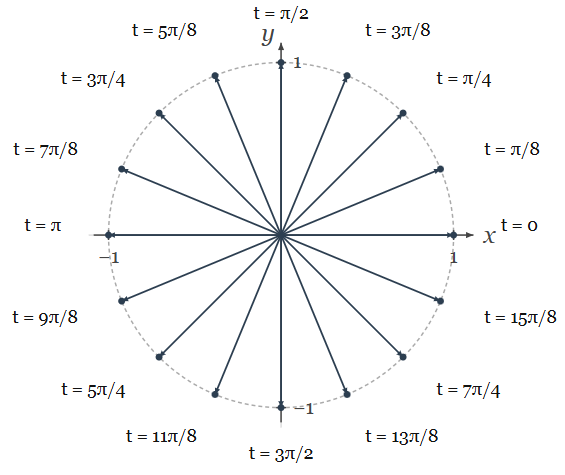 t = π/2
t = 5π/8
t = 3π/8
y
1
t = 3π/4
t = π/4
t = 7π/8
t = π/8
t = π
x
t = 0
−1
1
t = 9π/8
t = 15π/8
t = 5π/4
t = 7π/4
−1
t = 11π/8
t = 13π/8
t = 3π/2